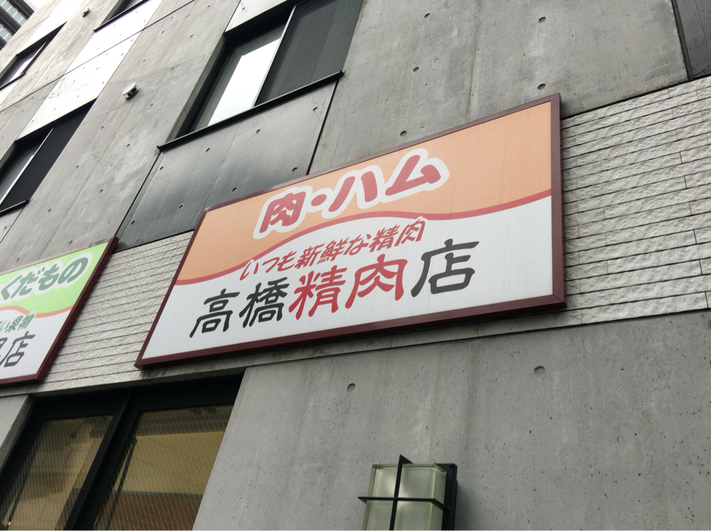 肉・ハム
いつも新鮮な精肉
高橋精肉店
くだもの
店